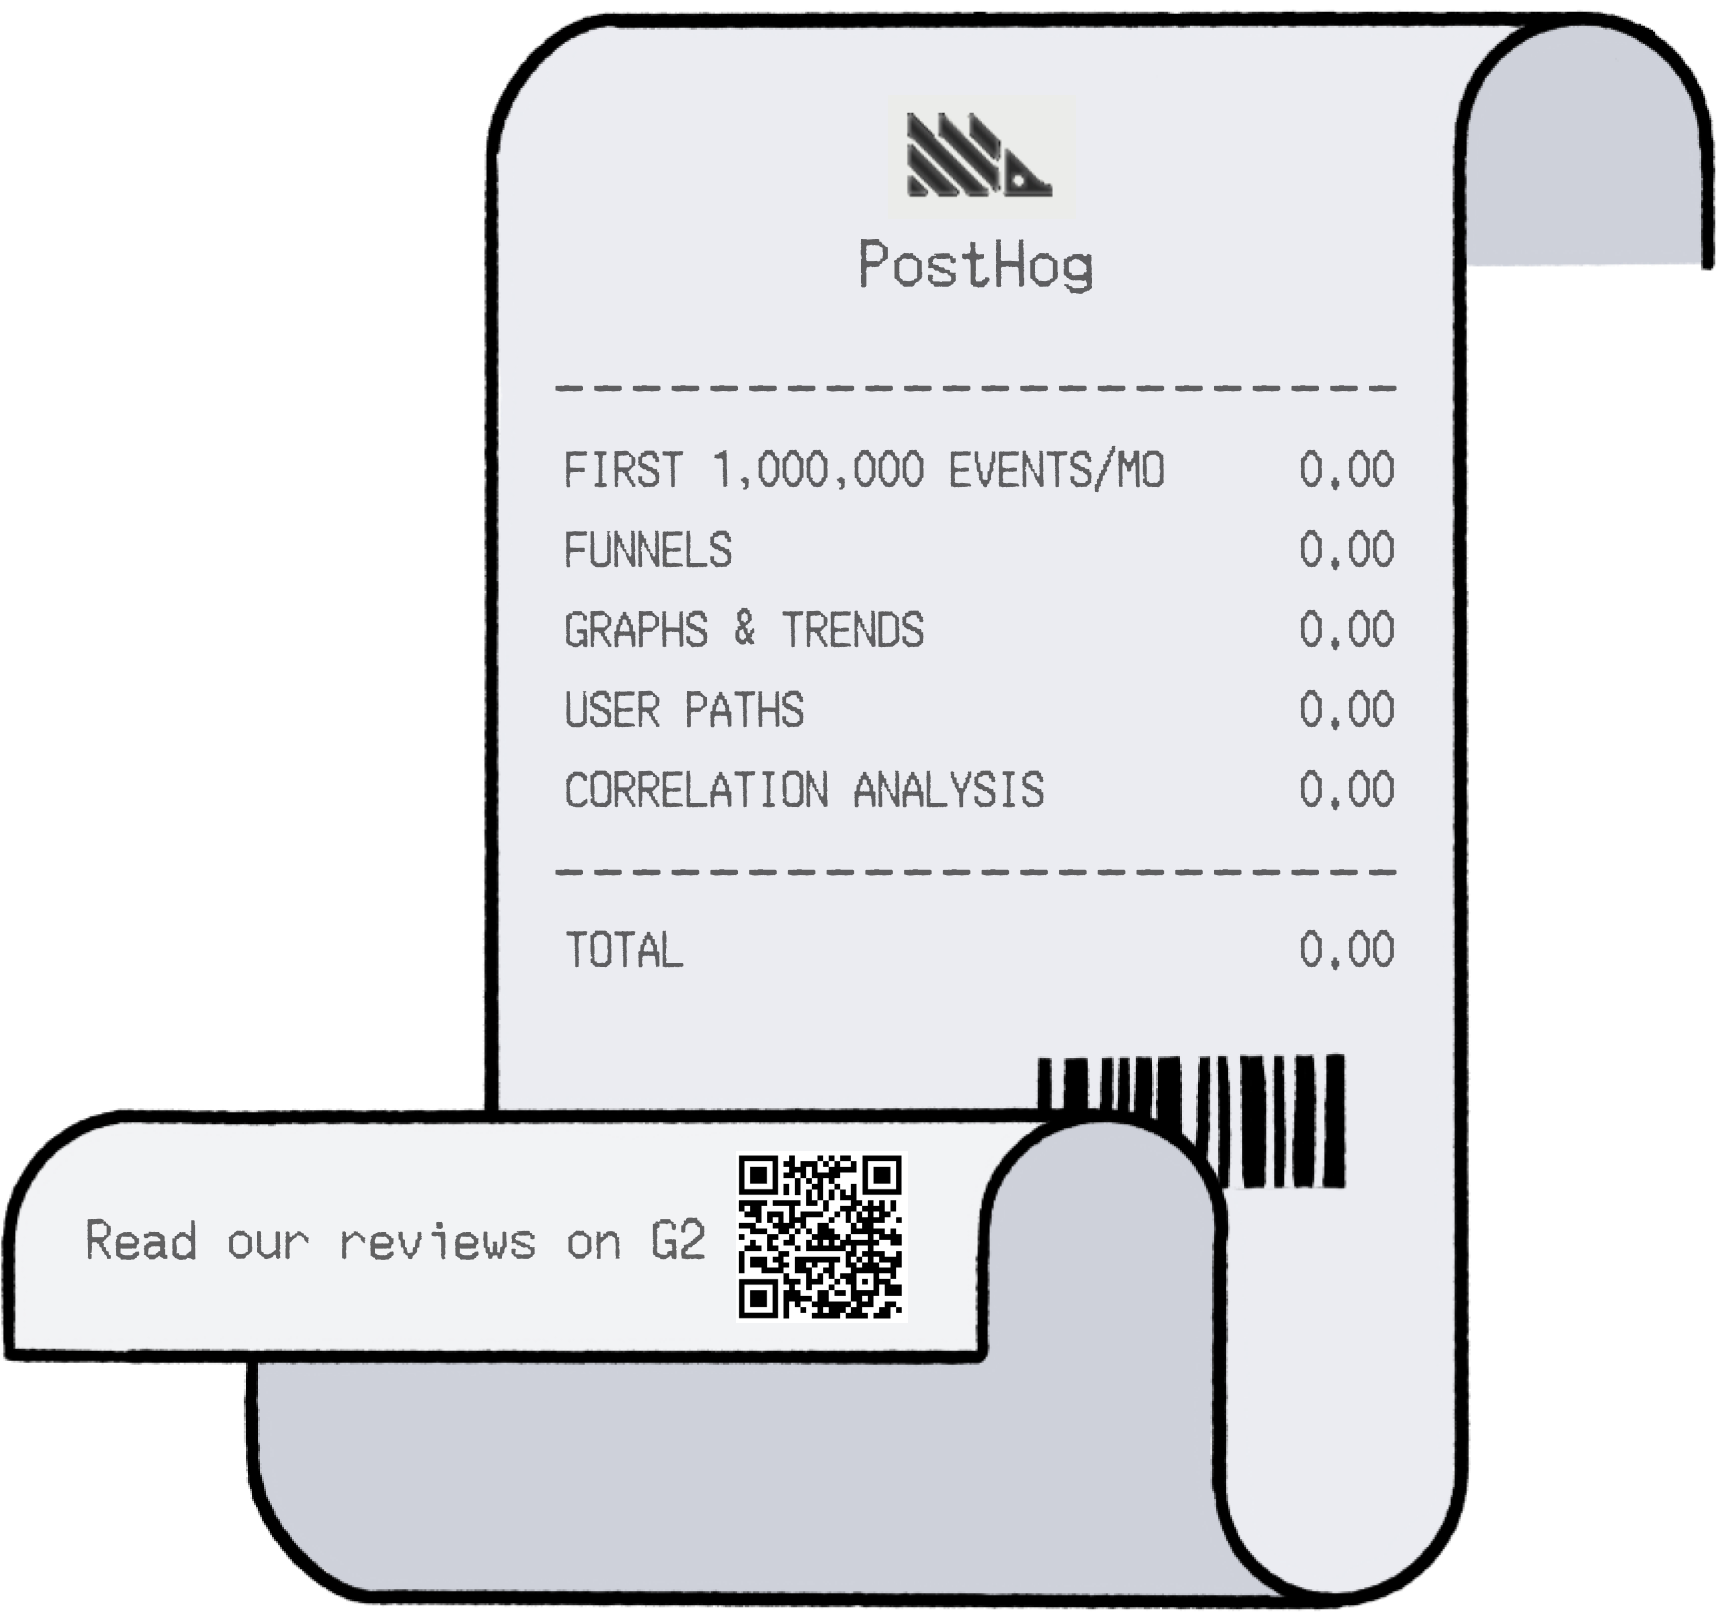 PostHog
FIRST 1,000,000 EVENTS/MO 0.00
FUNNELS 0.00
GRAPHS & TRENDS 0.00
USER PATHS 0.00
CORRELATION ANALYSIS 0.00
TOTAL 0.00
Read our reviews on G2